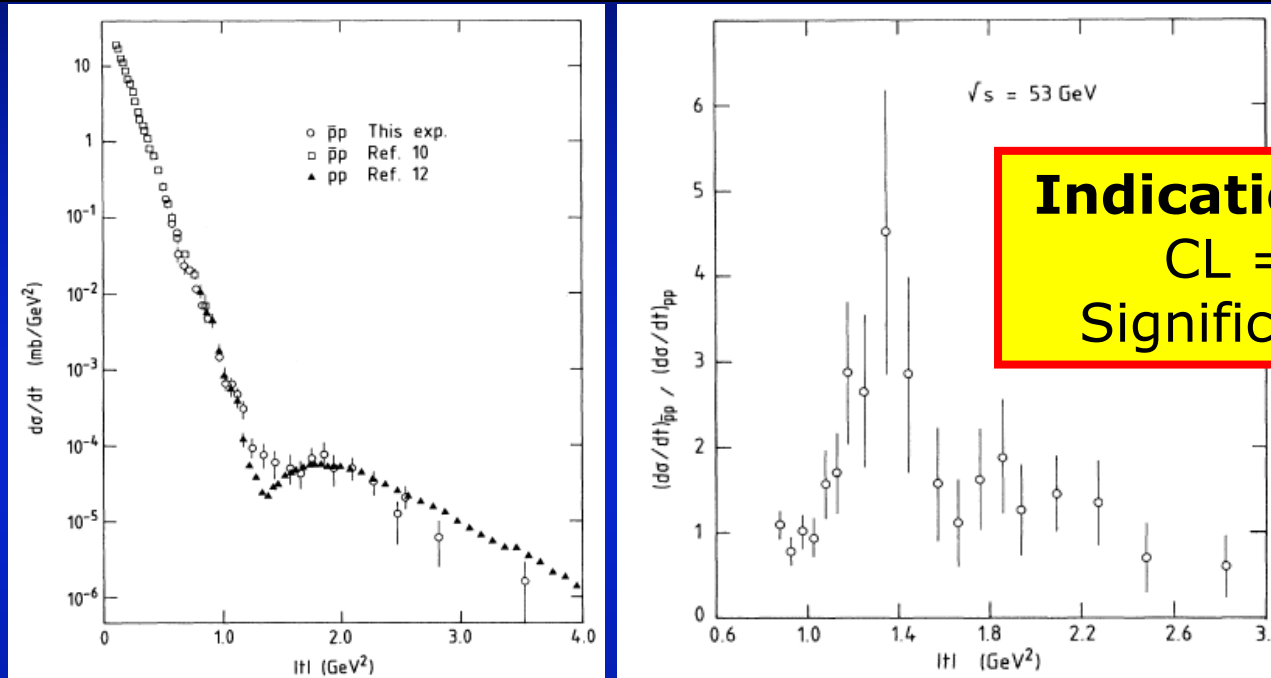 10
1
10⁻¹
10⁻²
10⁻³
10⁻⁴
10⁻⁵
10⁻⁶
dσ/dt (mb/GeV²)
○ p̄p This exp.
□ p̄p Ref. 10
▲ pp Ref. 12
0 1.0 2.0 3.0 4.0
|t| (GeV²)
√s = 53 GeV
6
5
4
3
2
1
0
(dσ/dt)p̄p / (dσ/dt)pp
0.6 1.0 1.4 1.8 2.2 2.6 3.
|t| (GeV²)
Indicati
CL =
Signific